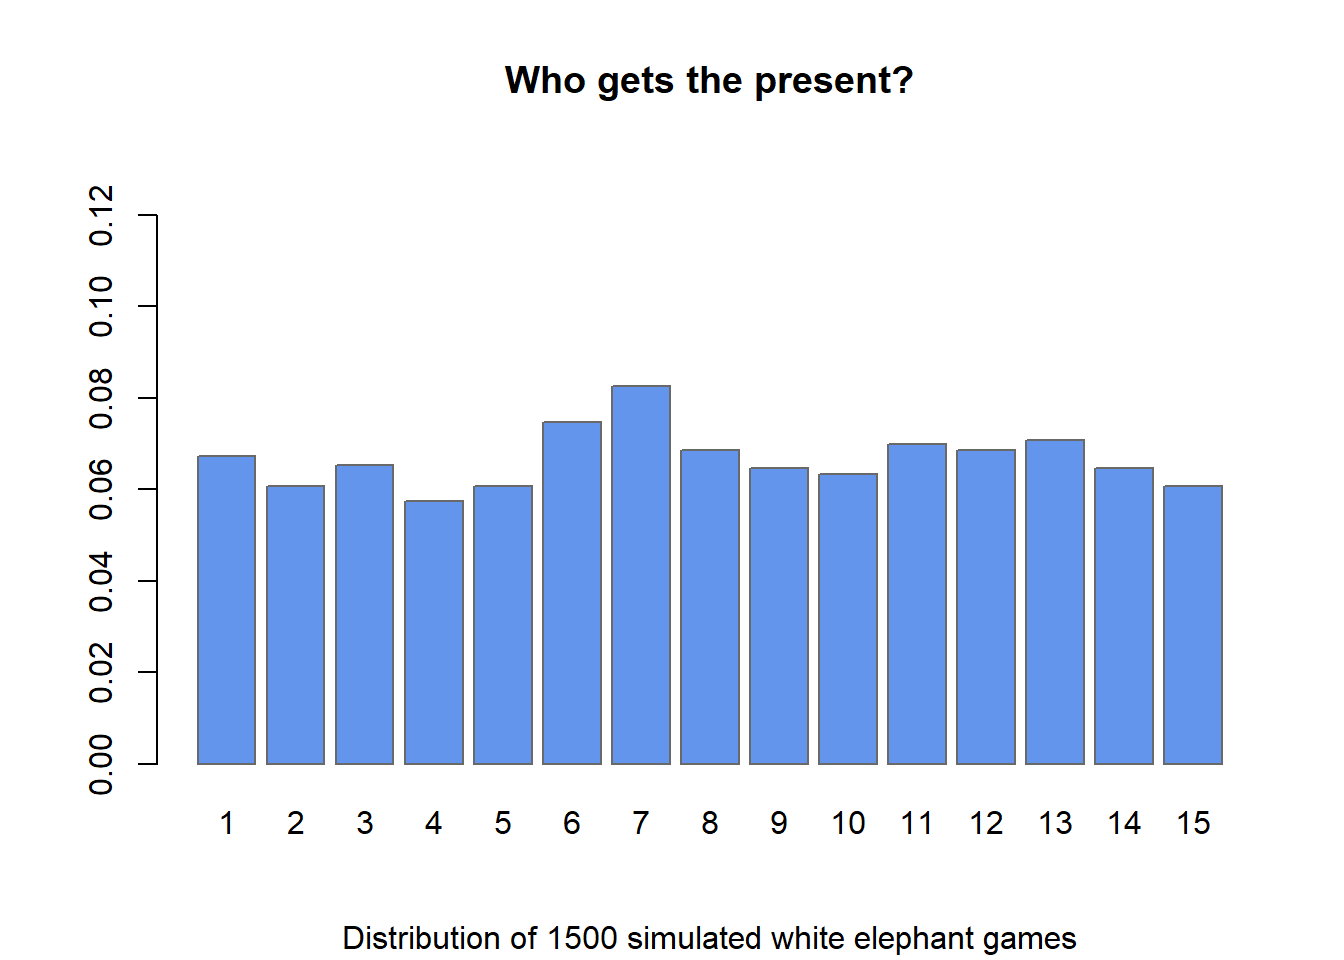 Who gets the present?
0.12
0.10
0.08
0.06
0.04
0.02
0.00
1 2 3 4 5 6 7 8 9 10 11 12 13 14 15
Distribution of 1500 simulated white elephant games